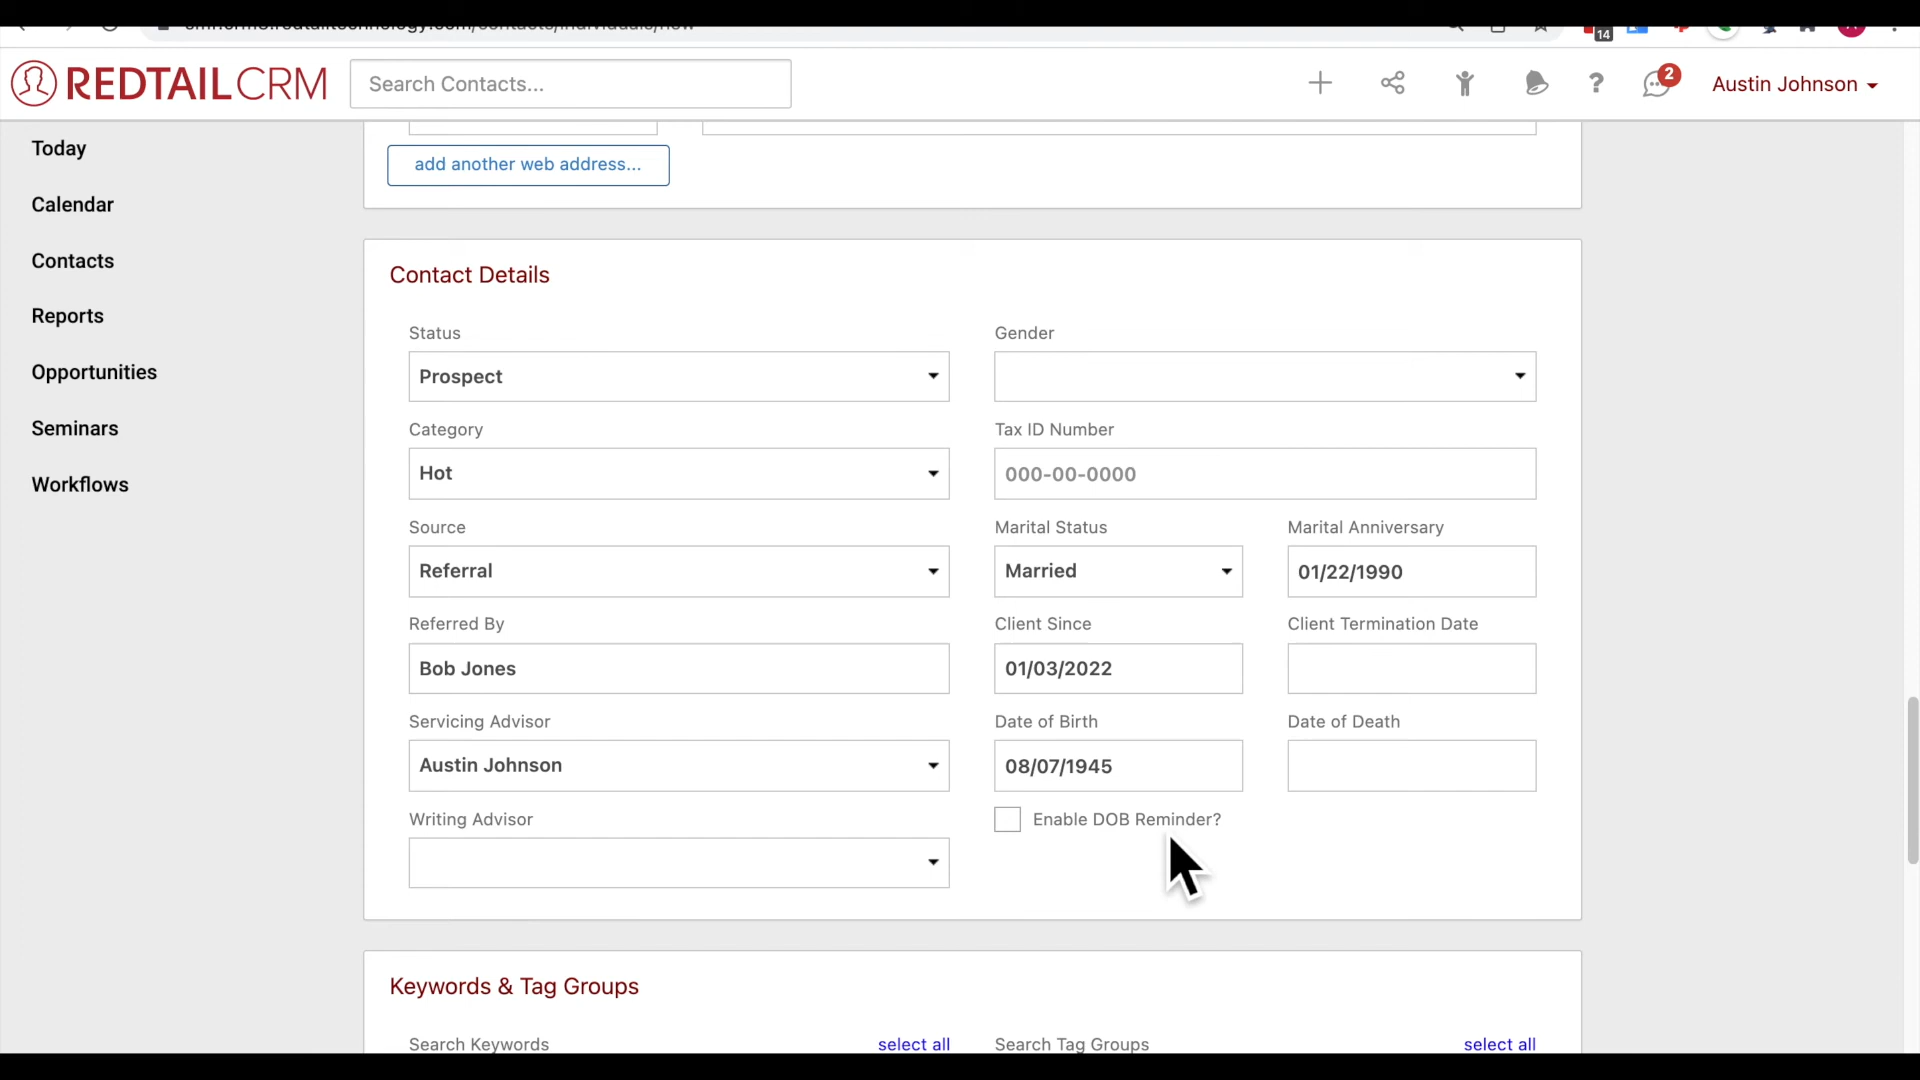 14
REDTAILCRM
Search Contacts...
?
2
Austin Johnson
Today
Calendar
Contacts
Reports
Opportunities
Seminars
Workflows
add another web address...
Contact Details
Status
Gender
Prospect
Category
Tax ID Number
Hot
000-00-0000
Source
Marital Status
Marital Anniversary
Referral
Married
01/22/1990
Referred By
Client Since
Client Termination Date
Bob Jones
01/03/2022
Servicing Advisor
Date of Birth
Date of Death
Austin Johnson
08/07/1945
Writing Advisor
Enable DOB Reminder?
Keywords & Tag Groups
Search Keywords
select all
Search Tag Groups
select all